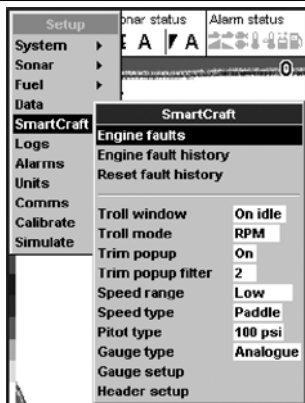 Setup
onar status
Alarm status
System
Sonar
A
A
Fuel
0
Data
SmartCraft
SmartCraft
Engine faults
Logs
Engine fault history
Alarms
Reset fault history
Units
Comms
Troll window On idle
Calibrate
Troll mode RPM
Simulate
Trim popup On
Trim popup filter 2
Speed range Low
Speed type Paddle
Pitot type 100 psi
Gauge type Analogue
Gauge setup
Header setup